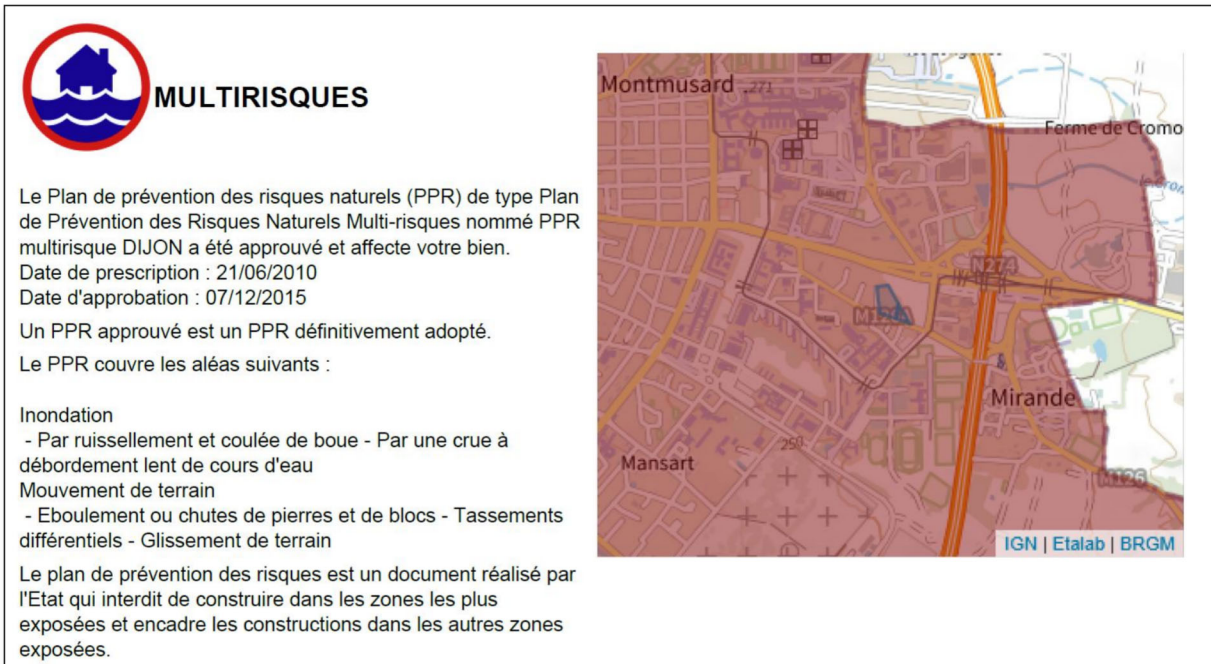 MULTIRISQUES
Le Plan de prévention des risques naturels (PPR) de type Plan
de Prévention des Risques Naturels Multi-risques nommé PPR
multirisque DIJON a été approuvé et affecte votre bien.
Date de prescription : 21/06/2010
Date d'approbation : 07/12/2015
Un PPR approuvé est un PPR définitivement adopté.
Le PPR couvre les aléas suivants :
Inondation
- Par ruissellement et coulée de boue - Par une crue à
débordement lent de cours d'eau
Mouvement de terrain
- Eboulement ou chutes de pierres et de blocs - Tassements
différentiels - Glissement de terrain
Le plan de prévention des risques est un document réalisé par
l'Etat qui interdit de construire dans les zones les plus
exposées et encadre les constructions dans les autres zones
exposées.
Montmusard
271
Ferme de Cromo
N274
Mirande
250
Mansart
M126
IGN | Etalab | BRGM